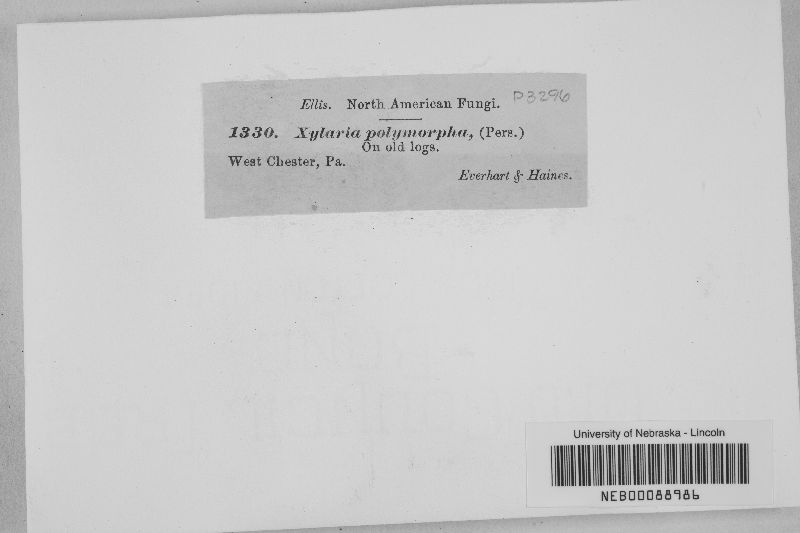 Ellis. North American Fungi. P3296
1330. Xylaria polymorpha, (Pers.)
On old logs.
West Chester, Pa.
Everhart & Haines.
University of Nebraska - Lincoln
NEB00088986